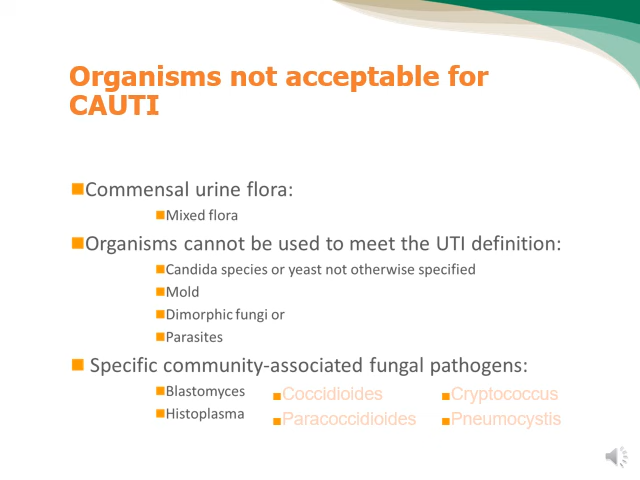 Organisms not acceptable for
CAUTI
Commensal urine flora:
Mixed flora
Organisms cannot be used to meet the UTI definition:
Candida species or yeast not otherwise specified
Mold
Dimorphic fungi or
Parasites
Specific community-associated fungal pathogens:
Blastomyces
Histoplasma
Coccidioides
Paracoccidioides
Cryptococcus
Pneumocystis